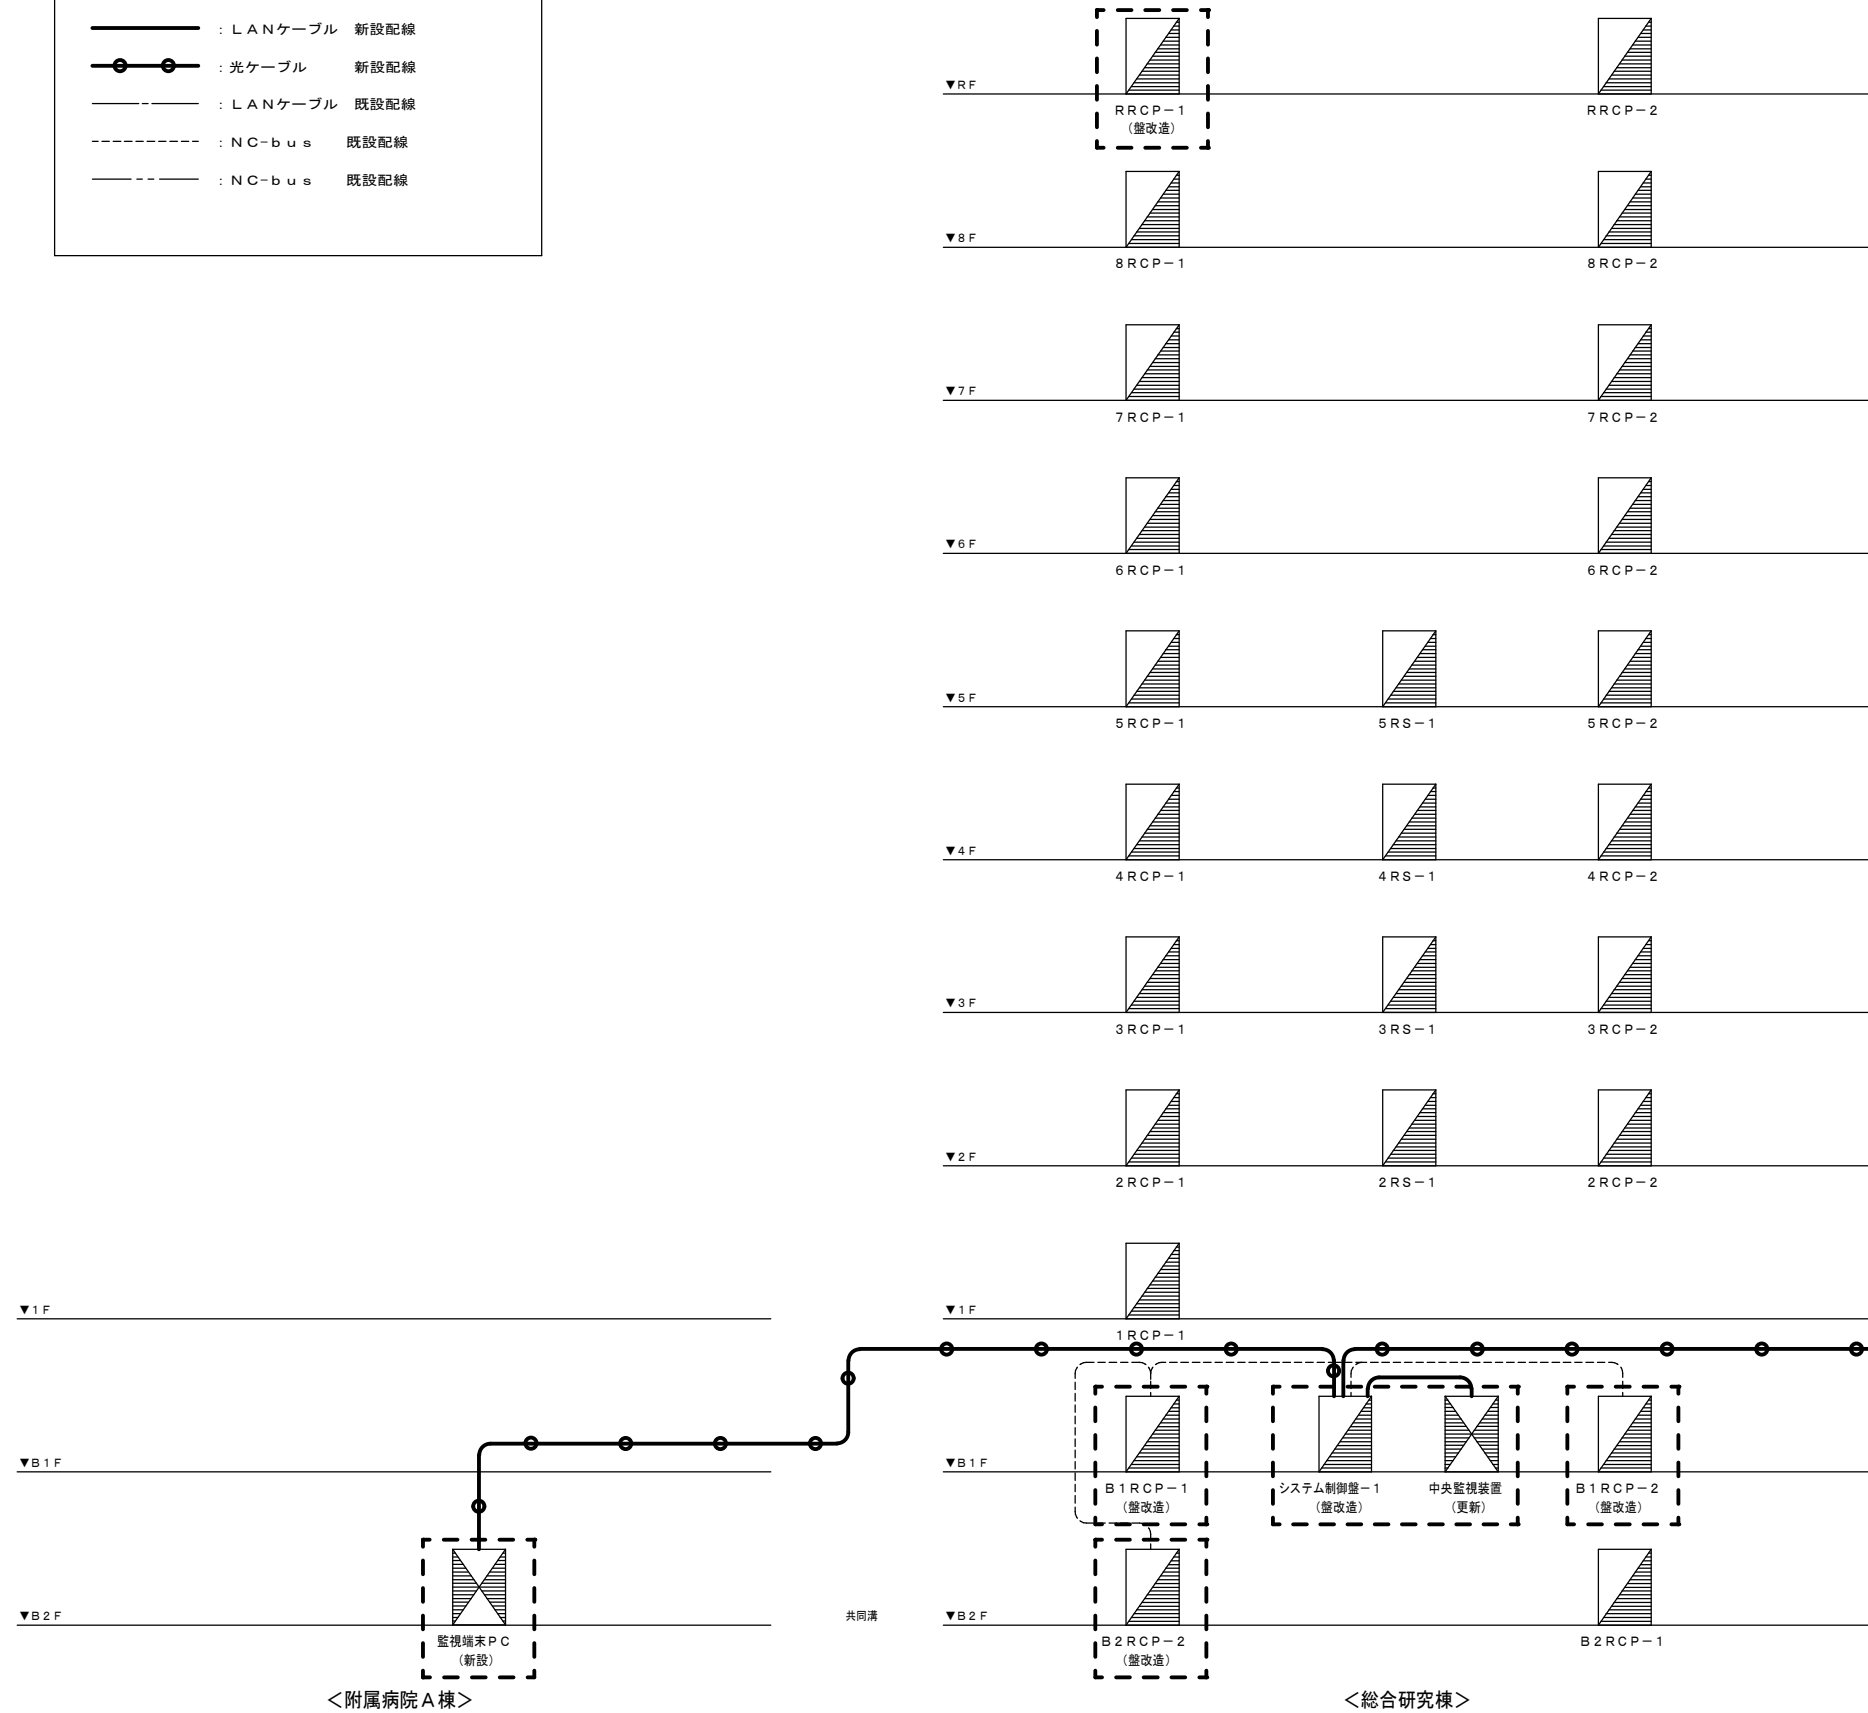 ：ＬＡＮケーブル　新設配線
：光ケーブル　　　新設配線
：ＬＡＮケーブル　既設配線
：ＮＣ−ｂｕｓ　　既設配線
：ＮＣ−ｂｕｓ　　既設配線
▼ＲＦ
ＲＲＣＰ−１　ＲＲＣＰ−２
（盤改造）
▼８Ｆ
８ＲＣＰ−１　８ＲＣＰ−２
▼７Ｆ
７ＲＣＰ−１　７ＲＣＰ−２
▼６Ｆ
６ＲＣＰ−１　６ＲＣＰ−２
▼５Ｆ
５ＲＣＰ−１　５ＲＳ−１　５ＲＣＰ−２
▼４Ｆ
４ＲＣＰ−１　４ＲＳ−１　４ＲＣＰ−２
▼３Ｆ
３ＲＣＰ−１　３ＲＳ−１　３ＲＣＰ−２
▼２Ｆ
２ＲＣＰ−１　２ＲＳ−１　２ＲＣＰ−２
▼１Ｆ　▼１Ｆ
１ＲＣＰ−１
▼Ｂ１Ｆ　▼Ｂ１Ｆ
Ｂ１ＲＣＰ−１　システム制御盤−１　中央監視装置　Ｂ１ＲＣＰ−２
（盤改造）　（盤改造）　（更新）　（盤改造）
▼Ｂ２Ｆ　共同溝　▼Ｂ２Ｆ
監視端末ＰＣ　Ｂ２ＲＣＰ−２　Ｂ２ＲＣＰ−１
（新設）　（盤改造）
＜附属病院Ａ棟＞　＜総合研究棟＞